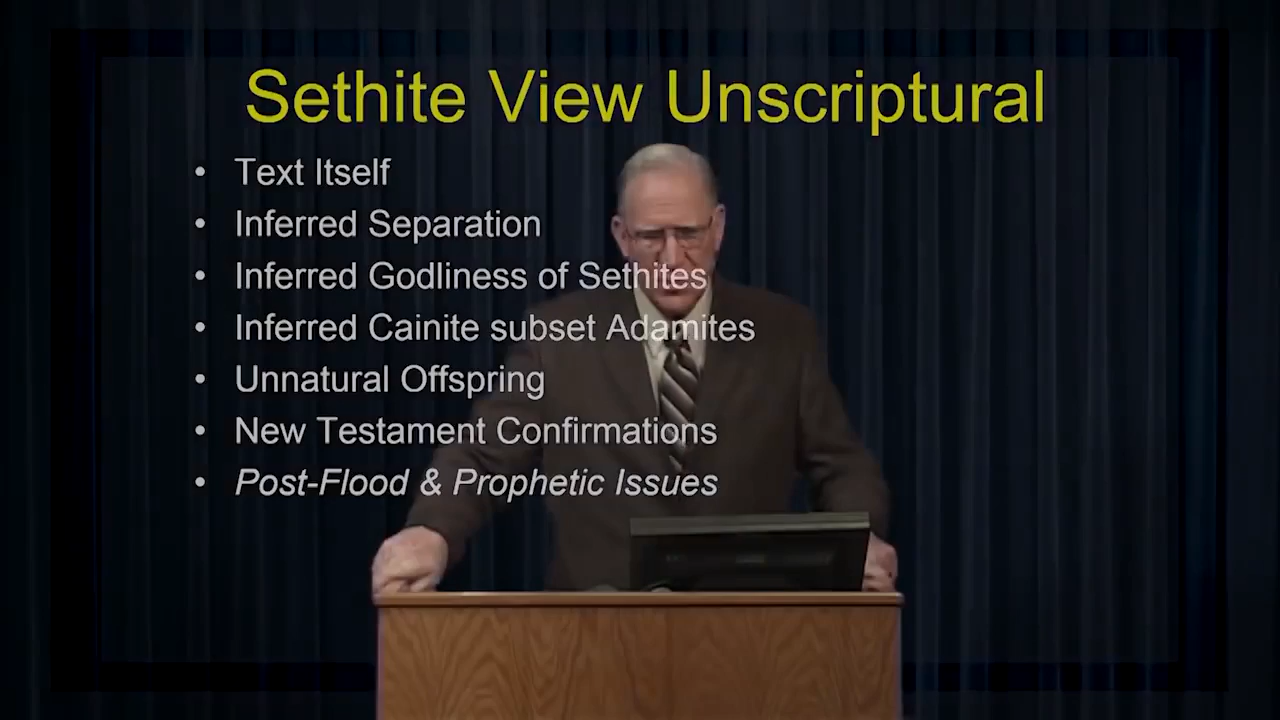 Sethite View Unscriptural
• Text Itself
• Inferred Separation
• Inferred Godliness of Sethites
• Inferred Cainite subset Adamites
• Unnatural Offspring
• New Testament Confirmations
• Post-Flood & Prophetic Issues